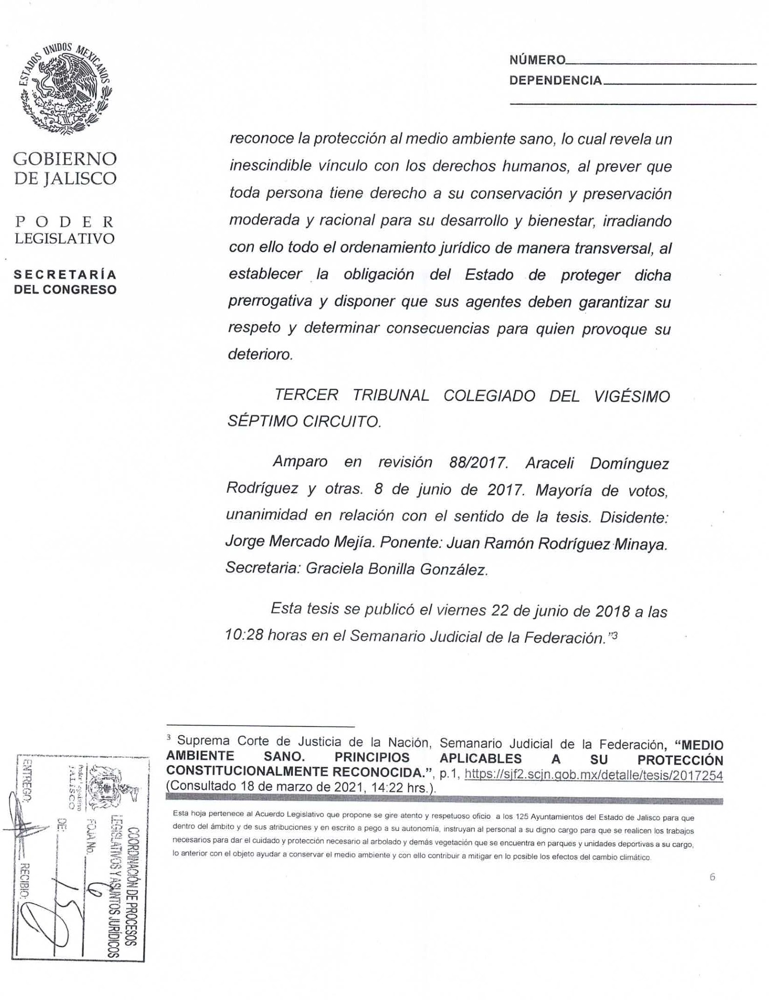 ESTADOS UNIDOS MEXICANOS
GOBIERNO
DE JALISCO
PODER
LEGISLATIVO
SECRETARÍA
DEL CONGRESO
NÚMERO
DEPENDENCIA
reconoce la protección al medio ambiente sano, lo cual revela un
inescindible vínculo con los derechos humanos, al prever que
toda persona tiene derecho a su conservación y preservación
moderada y racional para su desarrollo y bienestar, irradiando
con ello todo el ordenamiento jurídico de manera transversal, al
establecer la obligación del Estado de proteger dicha
prerrogativa y disponer que sus agentes deben garantizar su
respeto y determinar consecuencias para quien provoque su
deterioro.
TERCER TRIBUNAL COLEGIADO DEL VIGÉSIMO
SÉPTIMO CIRCUITO.
Amparo en revisión 88/2017. Araceli Domínguez
Rodríguez y otras. 8 de junio de 2017. Mayoría de votos,
unanimidad en relación con el sentido de la tesis. Disidente:
Jorge Mercado Mejía. Ponente: Juan Ramón Rodríguez Minaya.
Secretaria: Graciela Bonilla González.
Esta tesis se publicó el viernes 22 de junio de 2018 a las
10:28 horas en el Semanario Judicial de la Federación.”3
3 Suprema Corte de Justicia de la Nación, Semanario Judicial de la Federación, “MEDIO
AMBIENTE SANO. PRINCIPIOS APLICABLES A SU PROTECCIÓN
CONSTITUCIONALMENTE RECONOCIDA.”, p.1, https://sjf2.scjn.gob.mx/detalle/tesis/2017254
(Consultado 18 de marzo de 2021, 14:22 hrs.).
Esta hoja pertenece al Acuerdo Legislativo que propone se gire atento y respetuoso oficio a los 125 Ayuntamientos del Estado de Jalisco para que
dentro del ámbito y de sus atribuciones y en escrito a pego a su autonomía, instruyan al personal a su digno cargo para que se realicen los trabajos
necesarios para dar el cuidado y protección necesario al arbolado y demás vegetación que se encuentra en parques y unidades deportivas a su cargo,
lo anterior con el objeto ayudar a conservar el medio ambiente y con ello contribuir a mitigar en lo posible los efectos del cambio climático.
6
COORDINACIÓN DE PROCESOS
LEGISLATIVOS Y ASUNTOS JURÍDICOS
Poder Legislativo
JALISCO
FOJA No. 6
DE: 15
ENTREGO: RECIBIO: